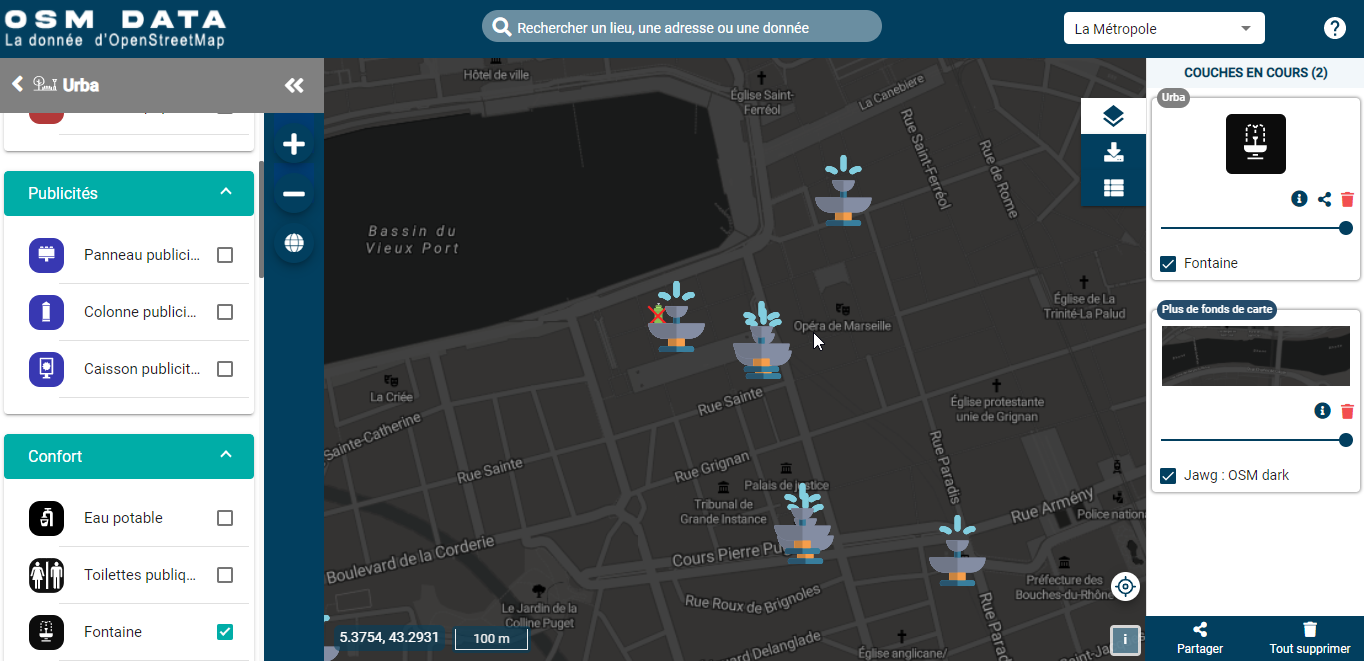 OSM DATA
La donnée d'OpenStreetMap
Rechercher un lieu, une adresse ou une donnée
La Métropole
Urba
Publicités
Panneau publici...
Colonne publici...
Caisson publicit...
Confort
Eau potable
Toilettes publiq...
Fontaine
Hôtel de ville
Église Saint-
Ferréol
La Canebière
Rue Saint-Ferréol
Rue de Rome
Bassin du
Vieux Port
Église de La
Trinité-La Palud
Opéra de Marseille
La Criée
Rue Sainte
Église protestante
unie de Grignan
Sainte-Catherine
Rue Sainte
Rue Grignan
Rue Paradis
Palais de justice
Tribunal de
Grande Instance
Rue Armény
Police nation
Boulevard de la Corderie
Cours Pierre Pu
Préfecture des
Bouches-du-Rhône
Le Jardin de la
Colline Puget
Rue Roux de Brignoles
Rue Parad
5.3754, 43.2931
100 m
d Delanglade
Église anglicane/
Saint-Ja
i
COUCHES EN COURS (2)
Urba
Fontaine
Plus de fonds de carte
Jawg : OSM dark
Partager
Tout supprimer